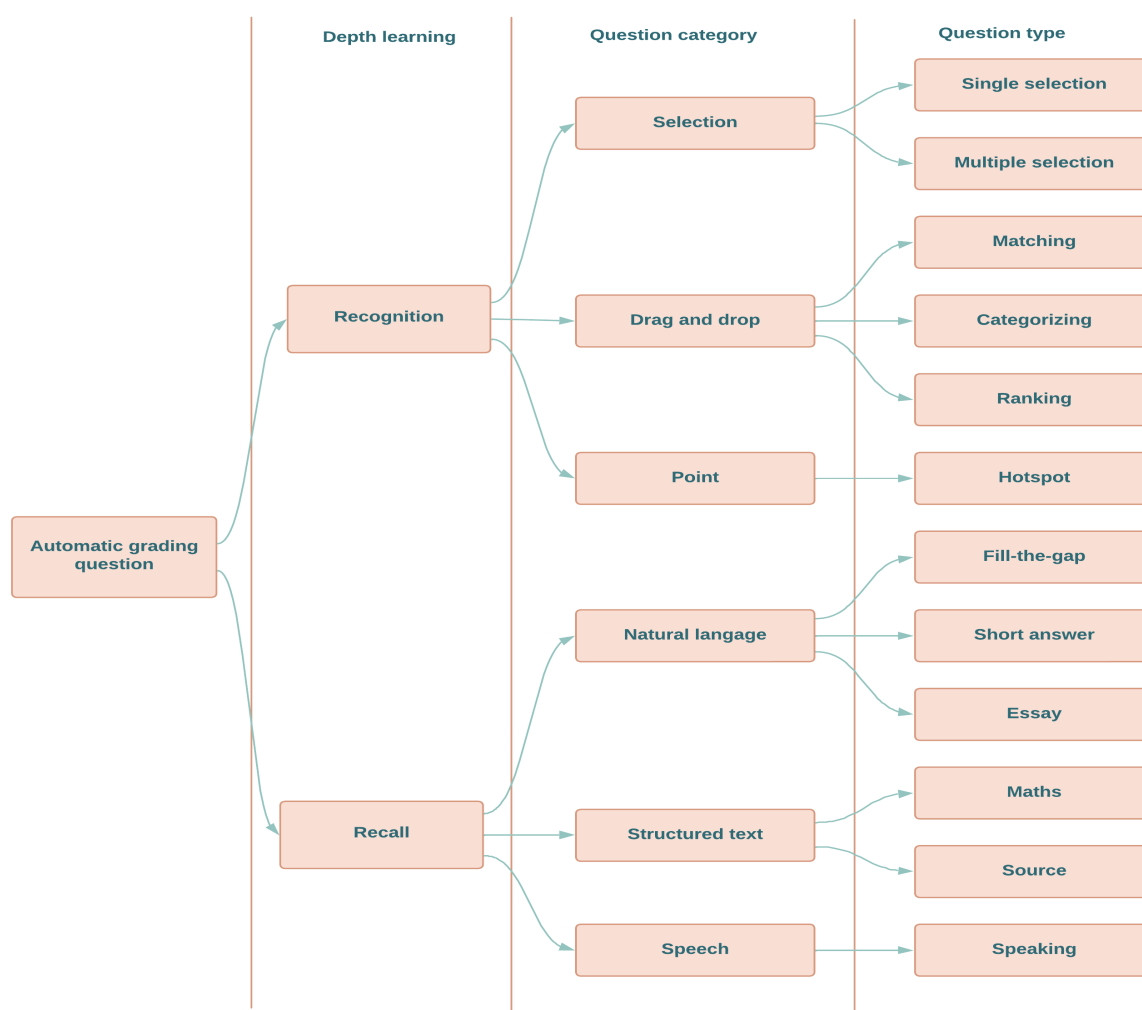 Depth learning
Question category
Question type
Single selection
Selection
Multiple selection
Matching
Recognition
Drag and drop
Categorizing
Ranking
Point
Hotspot
Automatic grading
question
Fill-the-gap
Natural langage
Short answer
Essay
Maths
Recall
Structured text
Source
Speech
Speaking